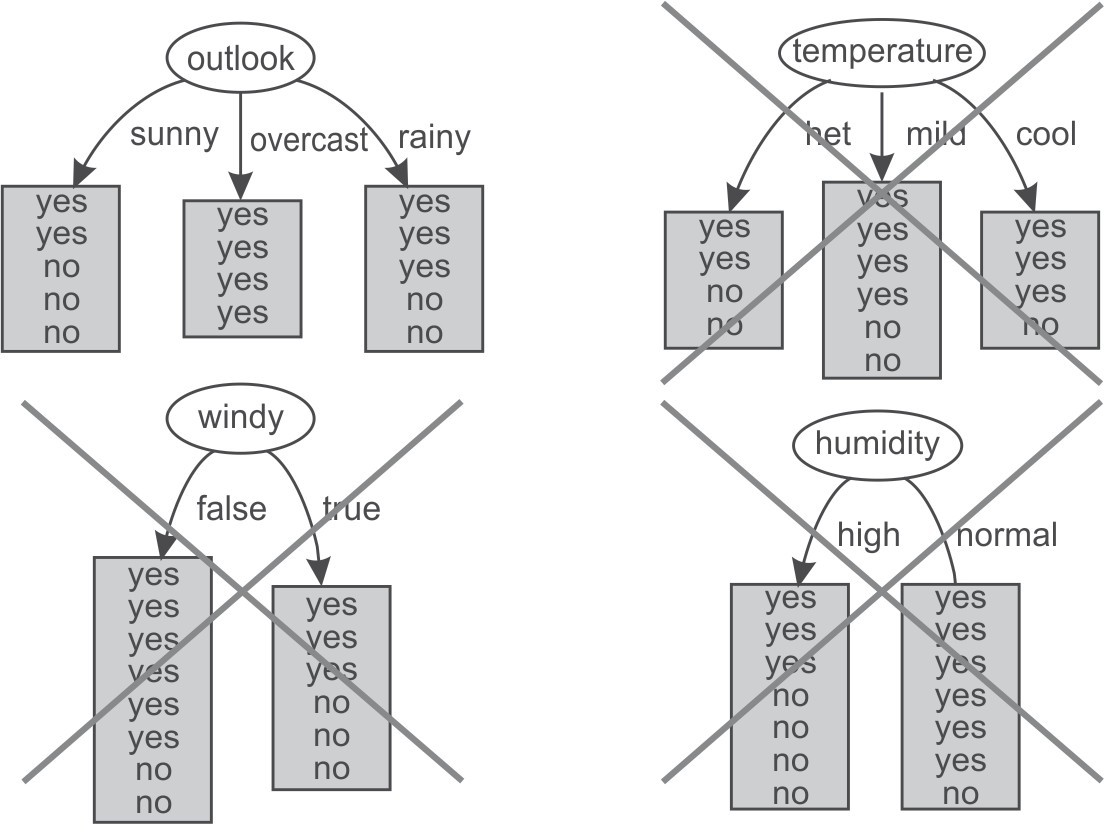 outlook
sunny
overcast
rainy
yes
yes
no
no
no
yes
yes
yes
yes
yes
yes
yes
no
no
temperature
het
mild
cool
yes
yes
no
no
yes
yes
yes
yes
no
no
yes
yes
yes
no
windy
false
true
yes
yes
yes
yes
yes
yes
no
no
yes
yes
yes
no
no
no
humidity
high
normal
yes
yes
yes
no
no
no
no
yes
yes
yes
yes
yes
yes
no